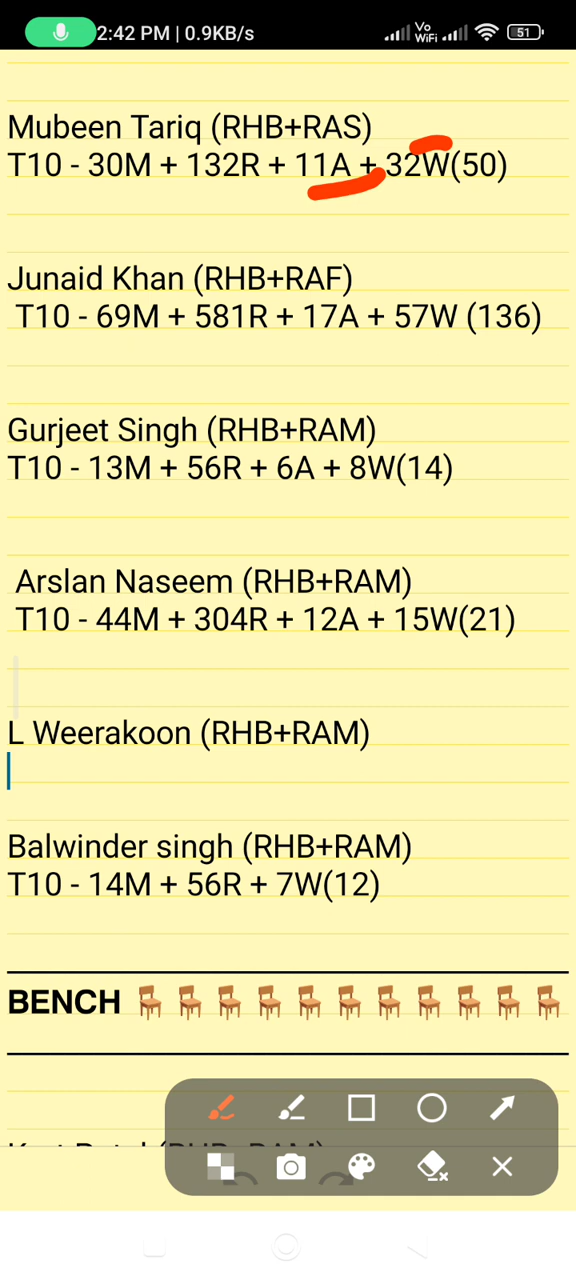 2:42 PM | 0.9KB/s Vo WiFi 51
Mubeen Tariq (RHB+RAS)
T10 - 30M + 132R + 11A + 32W(50)
Junaid Khan (RHB+RAF)
T10 - 69M + 581R + 17A + 57W (136)
Gurjeet Singh (RHB+RAM)
T10 - 13M + 56R + 6A + 8W(14)
Arslan Naseem (RHB+RAM)
T10 - 44M + 304R + 12A + 15W(21)
L Weerakoon (RHB+RAM)
Balwinder singh (RHB+RAM)
T10 - 14M + 56R + 7W(12)
BENCH 🪑🪑🪑🪑🪑🪑🪑🪑🪑🪑🪑